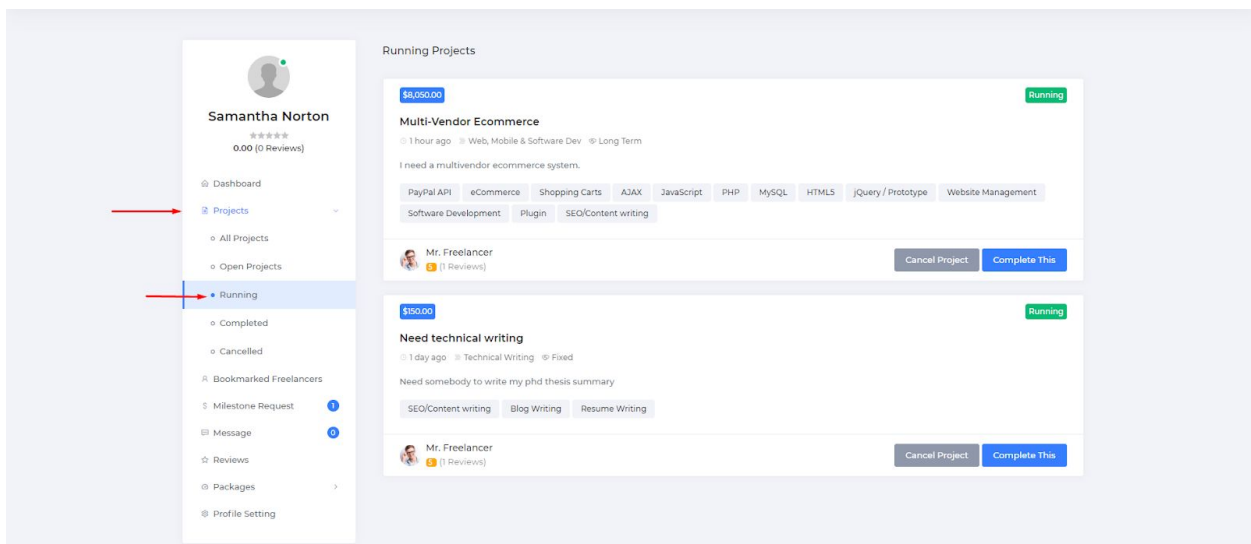 Samantha Norton
0.00 (0 Reviews)
Dashboard
Projects
All Projects
Open Projects
Running
Completed
Cancelled
Bookmarked Freelancers
Milestone Request 1
Message 0
Reviews
Packages
Profile Setting
Running Projects
$8,050.00 Running
Multi-Vendor Ecommerce
1 hour ago Web, Mobile & Software Dev Long Term
I need a multivendor ecommerce system.
PayPal API eCommerce Shopping Carts AJAX JavaScript PHP MySQL HTML5 jQuery / Prototype Website Management
Software Development Plugin SEO/Content writing
Mr. Freelancer
5 (1 Reviews)
Cancel Project Complete This
$150.00 Running
Need technical writing
1 day ago Technical Writing Fixed
Need somebody to write my phd thesis summary
SEO/Content writing Blog Writing Resume Writing
Mr. Freelancer
5 (1 Reviews)
Cancel Project Complete This